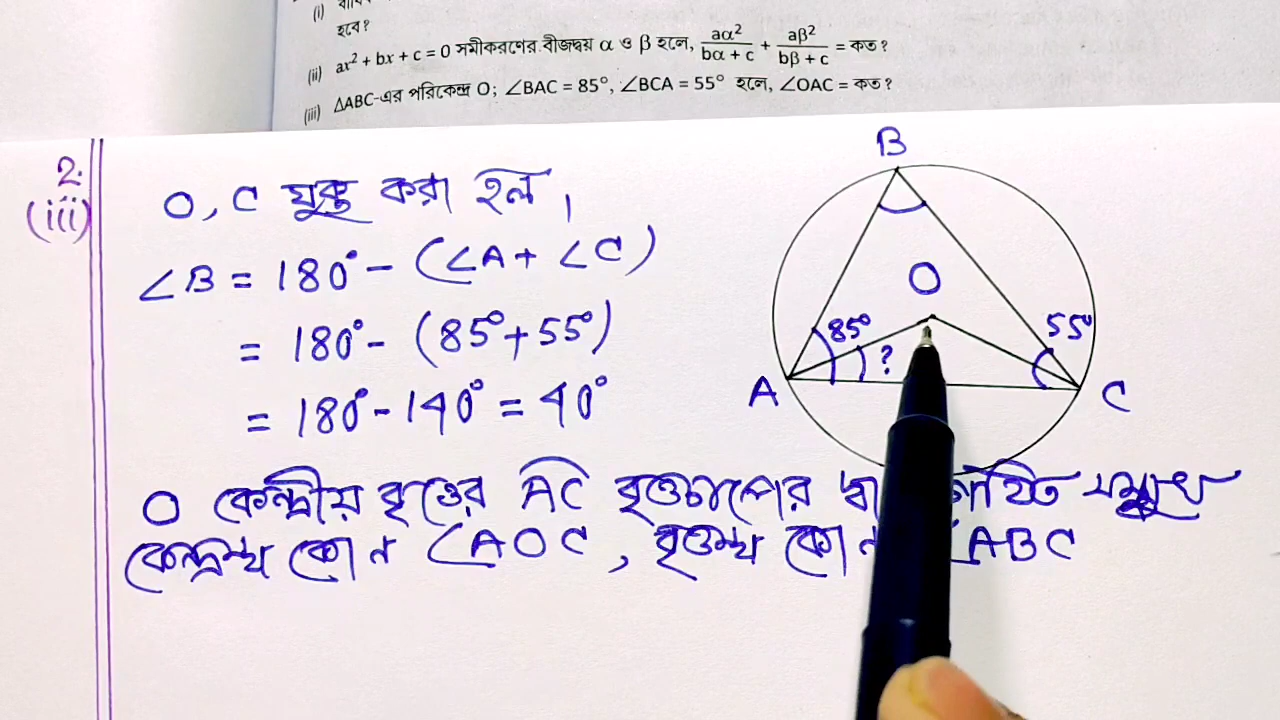 (i)
হবে?
(ii) ax² + bx + c = 0 সমীকরণের বীজদ্বয় α ও β হলে, aα²/(bα + c) + aβ²/(bβ + c) = কত?
(iii) ΔABC-এর পরিকেন্দ্র O; ∠BAC = 85°, ∠BCA = 55° হলে, ∠OAC = কত?
2.
(iii)
O, C যুক্ত করা হল।
∠B = 180° - (∠A + ∠C)
= 180° - (85° + 55°)
= 180° - 140° = 40°
O কেন্দ্রীয় বৃত্তের AC বৃত্তচাপের দ্বা সম্মুখ
কেন্দ্রস্থ কোন ∠AOC, বৃত্তস্থ কোন ∠ABC
B
O
85°
?
55°
A
C